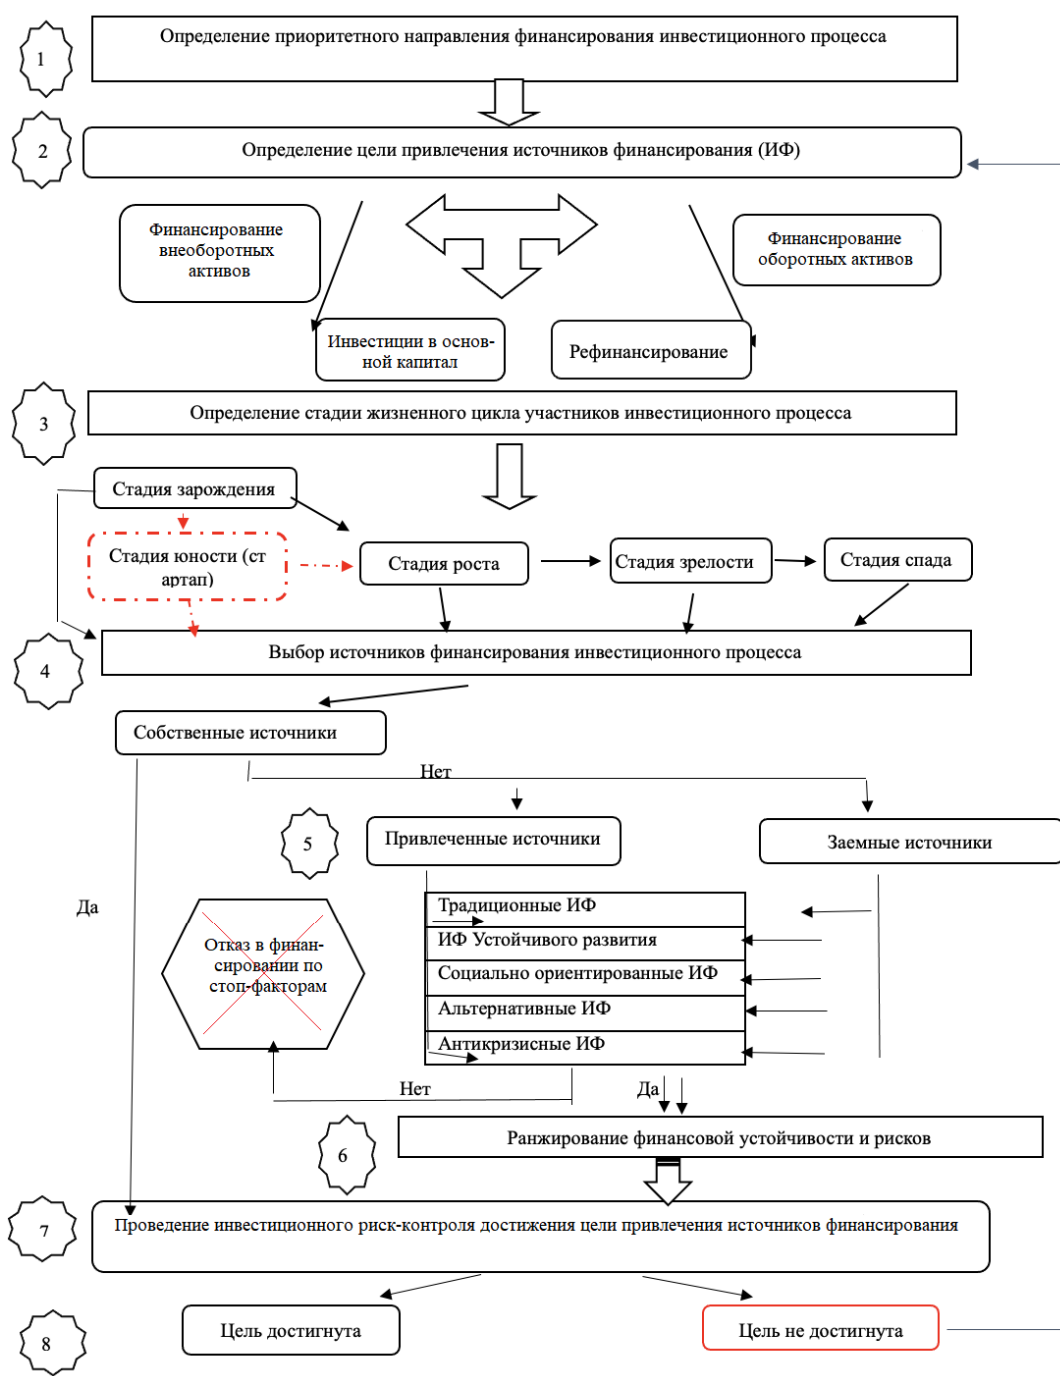 1
Определение приоритетного направления финансирования инвестиционного процесса
2
Определение цели привлечения источников финансирования (ИФ)
Финансирование
внеоборотных
активов
Финансирование
оборотных активов
Инвестиции в основ-
ной капитал
Рефинансирование
3
Определение стадии жизненного цикла участников инвестиционного процесса
Стадия зарождения
Стадия юности (ст
артап)
Стадия роста
Стадия зрелости
Стадия спада
4
Выбор источников финансирования инвестиционного процесса
Собственные источники
Нет
5
Привлеченные источники
Заемные источники
Да
Отказ в финан-
сировании по
стоп-факторам
Традиционные ИФ
ИФ Устойчивого развития
Социально ориентированные ИФ
Альтернативные ИФ
Антикризисные ИФ
Нет
Да
6
Ранжирование финансовой устойчивости и рисков
7
Проведение инвестиционного риск-контроля достижения цели привлечения источников финансирования
8
Цель достигнута
Цель не достигнута